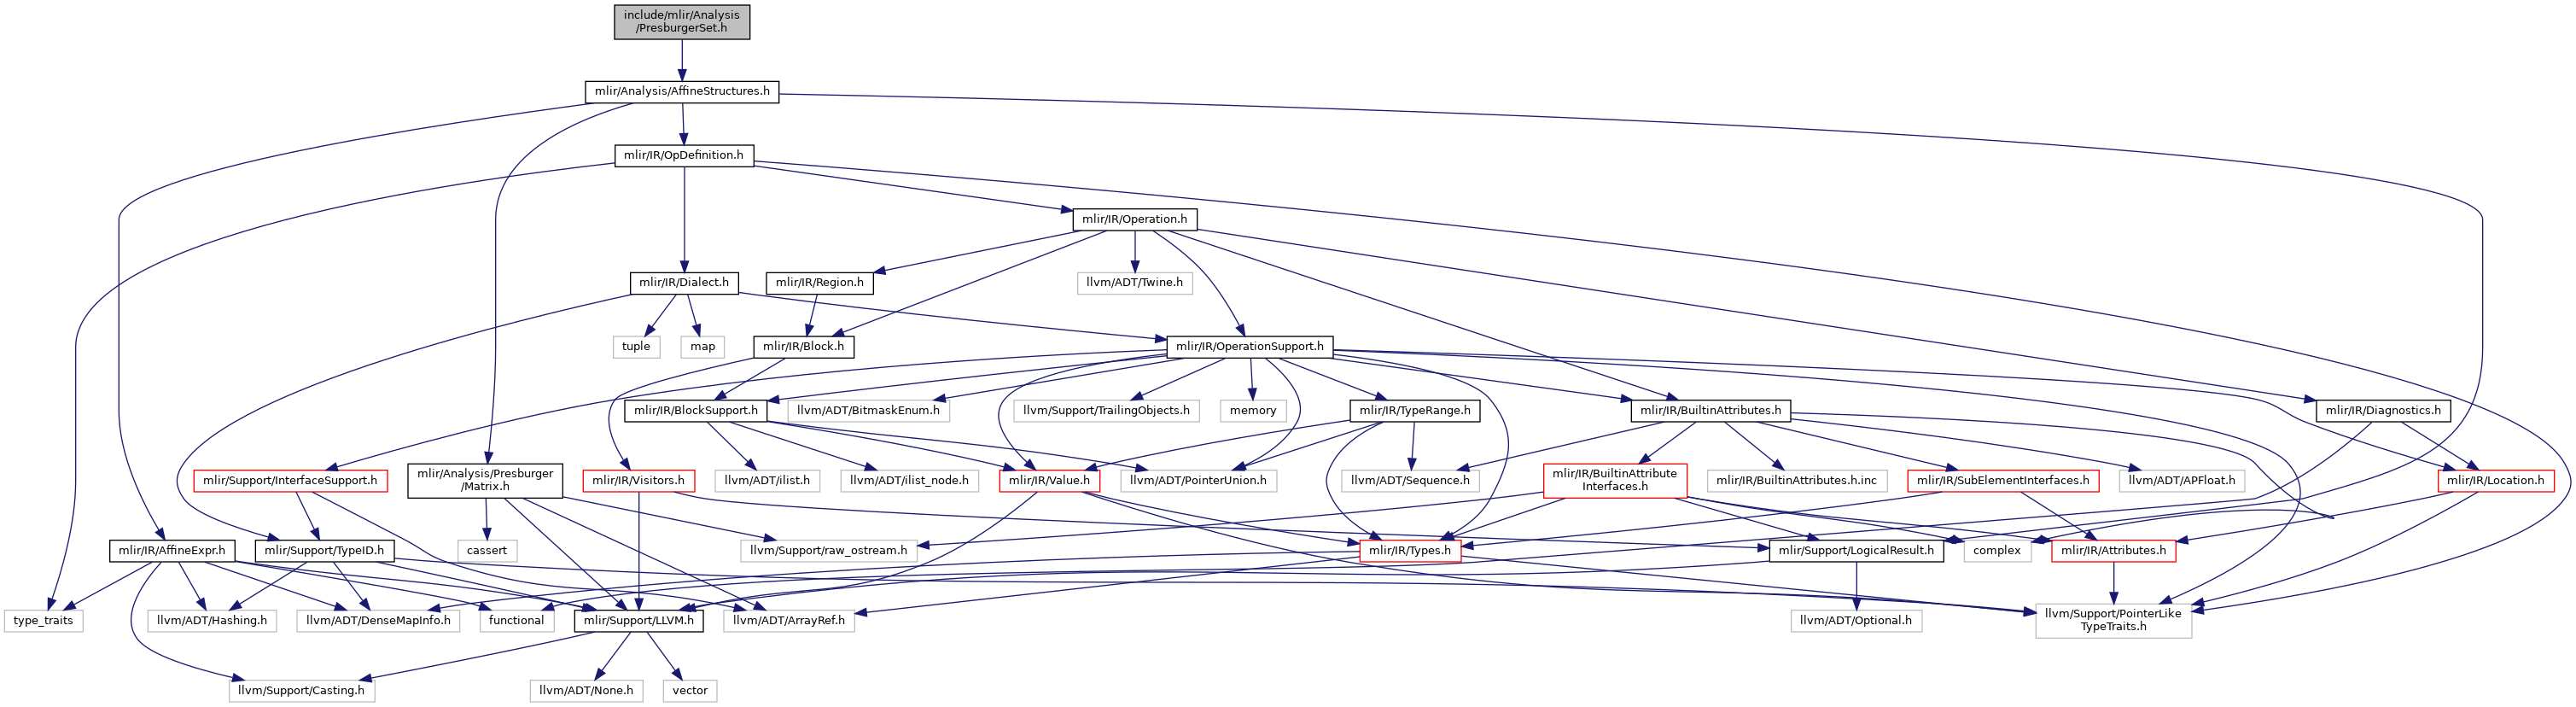 include/mlir/Analysis
/PresburgerSet.h
mlir/Analysis/AffineStructures.h
mlir/IR/OpDefinition.h
mlir/IR/Operation.h
mlir/IR/Dialect.h
mlir/IR/Region.h
llvm/ADT/Twine.h
tuple
map
mlir/IR/Block.h
mlir/IR/OperationSupport.h
mlir/IR/BlockSupport.h
llvm/ADT/BitmaskEnum.h
llvm/Support/TrailingObjects.h
memory
mlir/IR/TypeRange.h
mlir/IR/BuiltinAttributes.h
mlir/IR/Diagnostics.h
mlir/Support/InterfaceSupport.h
mlir/Analysis/Presburger
/Matrix.h
mlir/IR/Visitors.h
llvm/ADT/ilist.h
llvm/ADT/ilist_node.h
mlir/IR/Value.h
llvm/ADT/PointerUnion.h
llvm/ADT/Sequence.h
mlir/IR/BuiltinAttribute
Interfaces.h
mlir/IR/BuiltinAttributes.h.inc
mlir/IR/SubElementInterfaces.h
llvm/ADT/APFloat.h
mlir/IR/Location.h
mlir/IR/AffineExpr.h
mlir/Support/TypeID.h
cassert
llvm/Support/raw_ostream.h
mlir/IR/Types.h
mlir/Support/LogicalResult.h
complex
mlir/IR/Attributes.h
type_traits
llvm/ADT/Hashing.h
llvm/ADT/DenseMapInfo.h
functional
mlir/Support/LLVM.h
llvm/ADT/ArrayRef.h
llvm/ADT/Optional.h
llvm/Support/PointerLike
TypeTraits.h
llvm/Support/Casting.h
llvm/ADT/None.h
vector